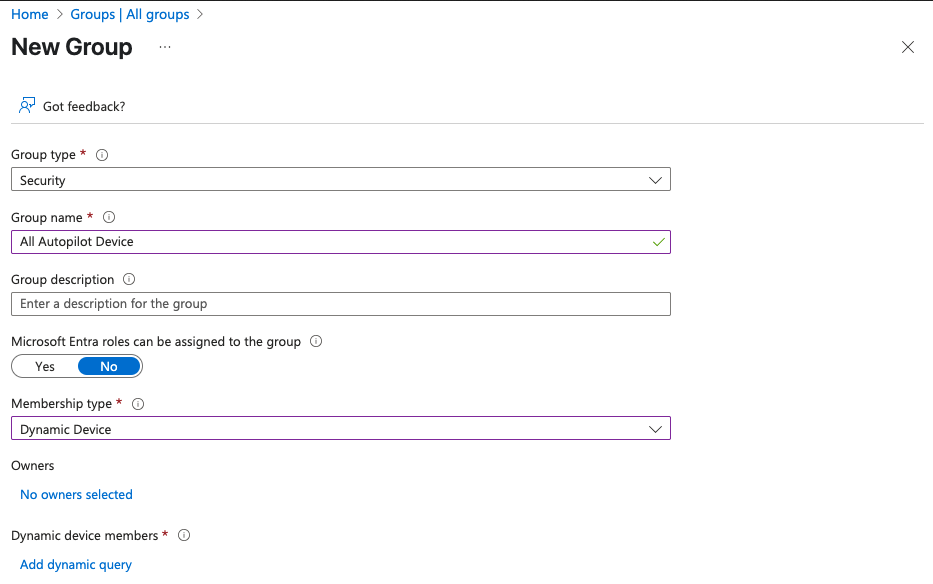 Home > Groups | All groups >
New Group ...
Got feedback?
Group type *
Security
Group name *
All Autopilot Device
Group description
Enter a description for the group
Microsoft Entra roles can be assigned to the group
Yes No
Membership type *
Dynamic Device
Owners
No owners selected
Dynamic device members *
Add dynamic query